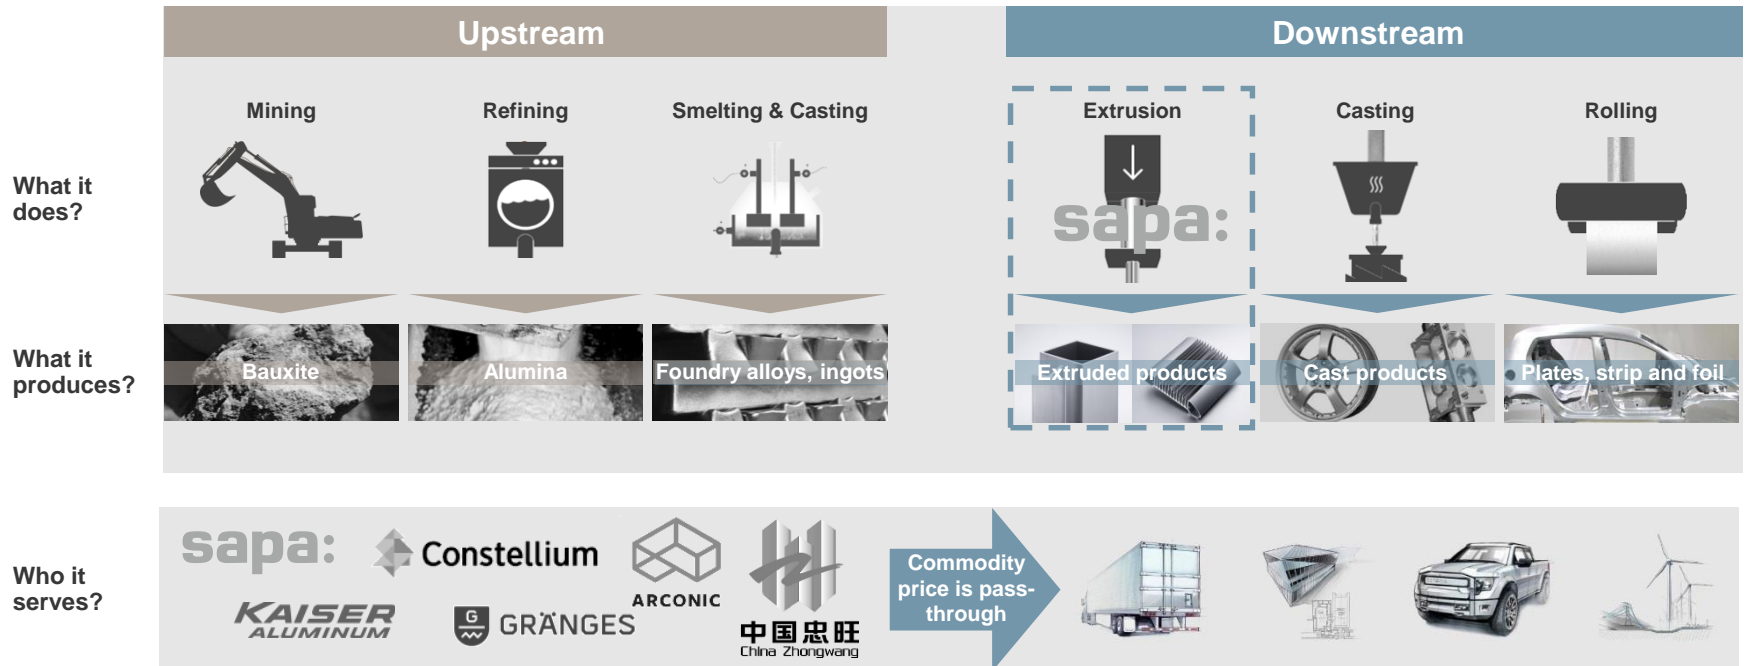 Upstream
Downstream
Mining
Refining
Smelting & Casting
Extrusion
Casting
Rolling
What it
does?
sapa:
What it
produces?
Bauxite
Alumina
Foundry alloys, ingots
Extruded products
Cast products
Plates, strip and foil
Who it
serves?
sapa:
Constellium
ARCONIC
KAISER
ALUMINUM
G
GRÄNGES
中国忠旺
China Zhongwang
Commodity
price is pass-
through